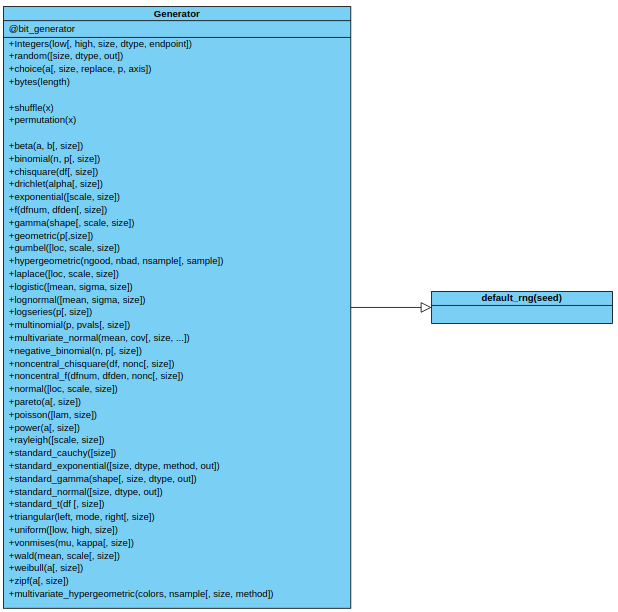 Generator
@bit_generator
+Integers(low[, high, size, dtype, endpoint])
+random([size, dtype, out])
+choice(a[, size, replace, p, axis])
+bytes(length)
+shuffle(x)
+permutation(x)
+beta(a, b[, size])
+binomial(n, p[, size])
+chisquare(df[, size])
+drichlet(alpha[, size])
+exponential([scale, size])
+f(dfnum, dfden[, size])
+gamma(shape[, scale, size])
+geometric(p[,size])
+gumbel([loc, scale, size])
+hypergeometric(ngood, nbad, nsample[, sample])
+laplace([loc, scale, size])
+logistic([mean, sigma, size])
+lognormal([mean, sigma, size])
+logseries(p[, size])
+multinomial(p, pvals[, size])
+multivariate_normal(mean, cov[, size, ...])
+negative_binomial(n, p[, size])
+noncentral_chisquare(df, nonc[, size])
+noncentral_f(dfnum, dfden, nonc[, size])
+normal([loc, scale, size])
+pareto(a[, size])
+poisson([lam, size])
+power(a[, size])
+rayleigh([scale, size])
+standard_cauchy([size])
+standard_exponential([size, dtype, method, out])
+standard_gamma(shape[, size, dtype, out])
+standard_normal([size, dtype, out])
+standard_t(df [, size])
+triangular(left, mode, right[, size])
+uniform([low, high, size])
+vonmises(mu, kappa[, size])
+wald(mean, scale[, size])
+weibull(a[, size])
+zipf(a[, size])
+multivariate_hypergeometric(colors, nsample[, size, method])
default_rng(seed)